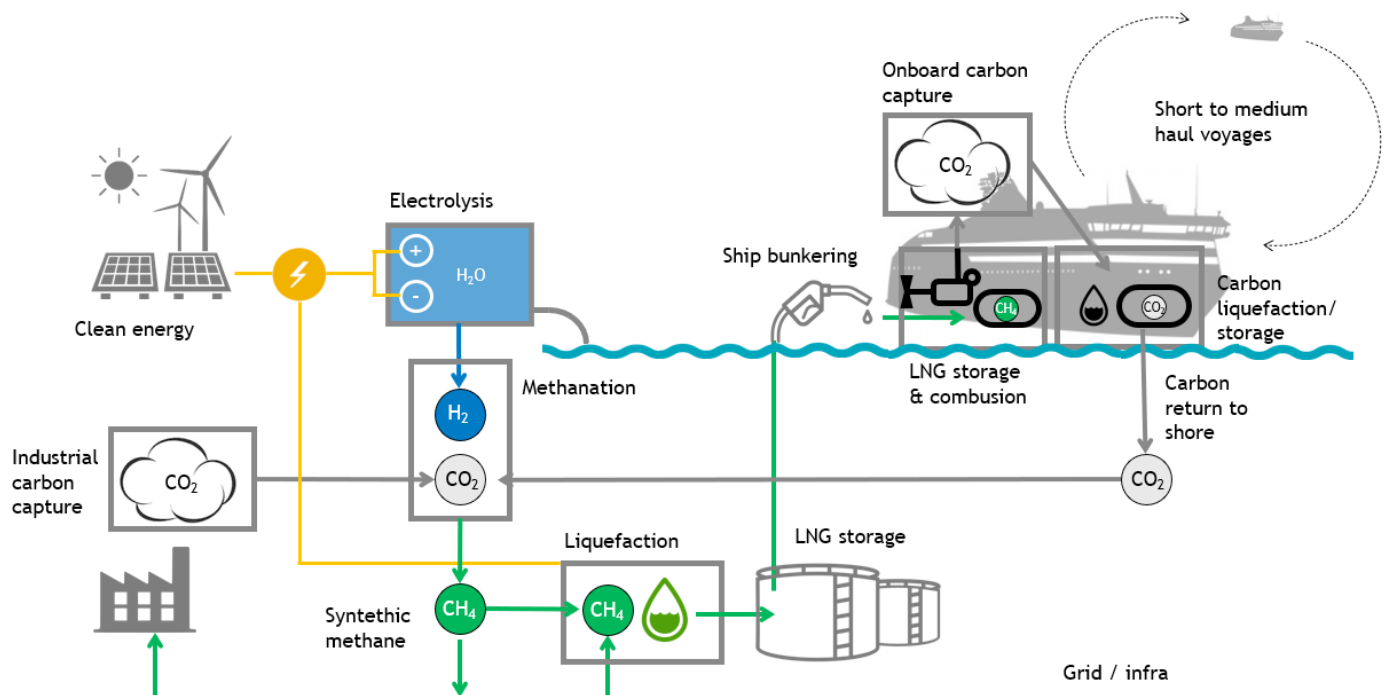 Onboard carbon
capture
CO₂
Short to medium
haul voyages
Electrolysis
+
H₂O
-
Clean energy
Ship bunkering
CH₄
CO₂
Carbon
liquefaction/
storage
LNG storage
& combusion
Methanation
H₂
Carbon
return to
shore
Industrial
carbon
capture
CO₂
CO₂
CO₂
Liquefaction
LNG storage
Syntethic
methane
CH₄
CH₄
Grid / infra